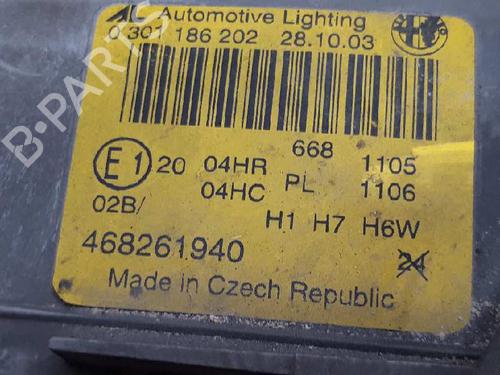 AL Automotive Lighting
0 301 186 202 28.10.03
668
E1 20 04HR 1105
04HC PL 1106
02B/ H1 H7 H6W
468261940 24
Made in Czech Republic
B-PARTS